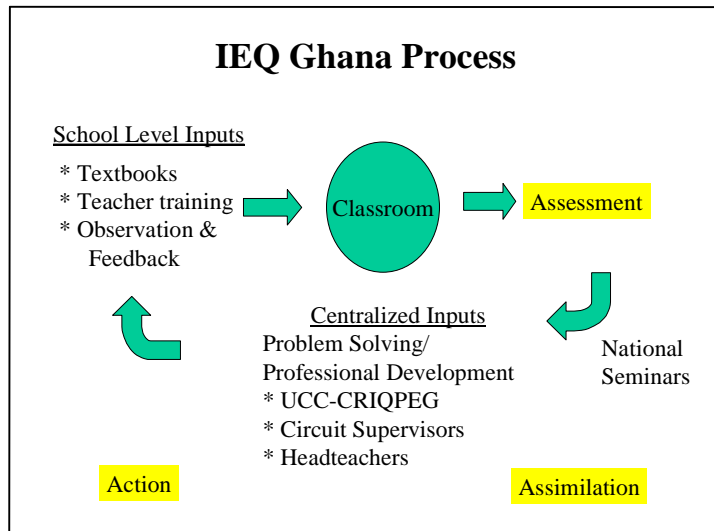 IEQ Ghana Process
School Level Inputs
* Textbooks
* Teacher training
* Observation &
Feedback
Classroom
Assessment
Centralized Inputs
Problem Solving/
Professional Development
* UCC-CRIQPEG
* Circuit Supervisors
* Headteachers
National
Seminars
Action
Assimilation